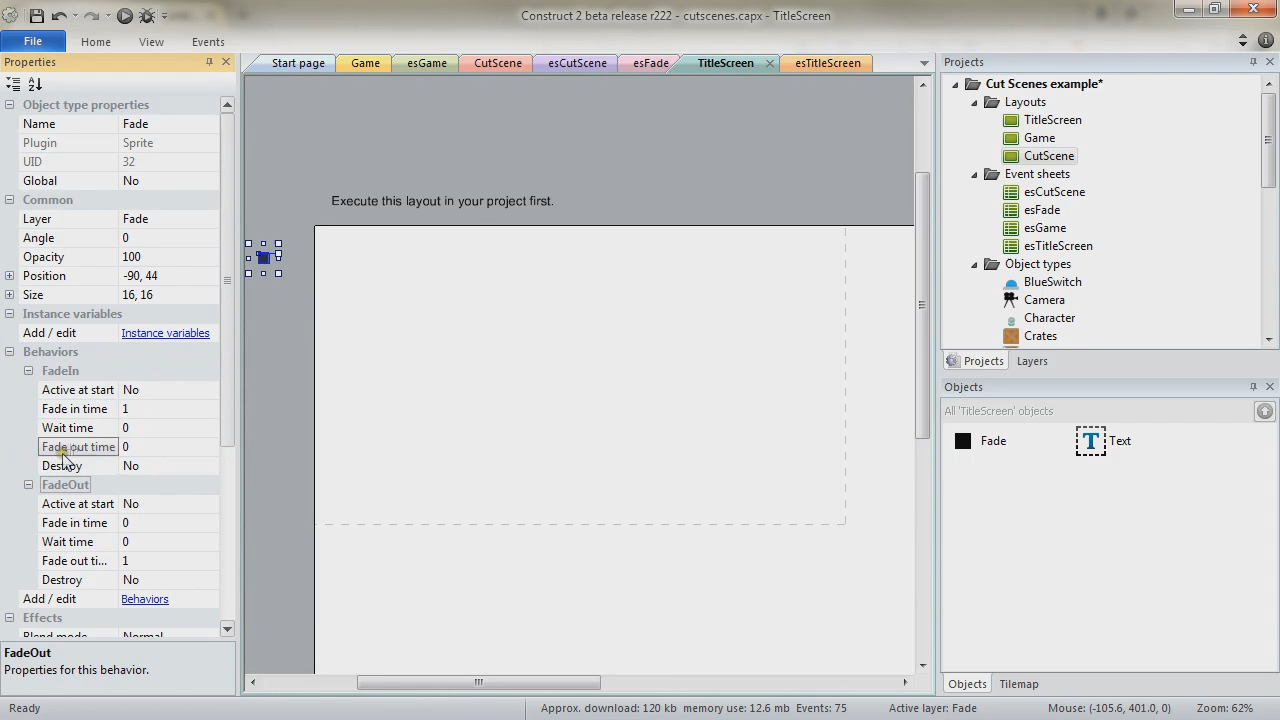 Construct 2 beta release r222 - cutscenes.capx - TitleScreen
File Home View Events
Properties
Object type properties
Name Fade
Plugin Sprite
UID 32
Global No
Common
Layer Fade
Angle 0
Opacity 100
Position -90, 44
Size 16, 16
Instance variables
Add / edit Instance variables
Behaviors
FadeIn
Active at start No
Fade in time 1
Wait time 0
Fade out time 0
Destroy No
FadeOut
Active at start No
Fade in time 0
Wait time 0
Fade out ti... 1
Destroy No
Add / edit Behaviors
Effects
Blend mode Normal
FadeOut
Properties for this behavior.
Start page Game esGame CutScene esCutScene esFade TitleScreen esTitleScreen
Execute this layout in your project first.
Projects
Cut Scenes example*
Layouts
TitleScreen
Game
CutScene
Event sheets
esCutScene
esFade
esGame
esTitleScreen
Object types
BlueSwitch
Camera
Character
Crates
Projects Layers
Objects
All 'TitleScreen' objects
Fade Text
Objects Tilemap
Ready Approx. download: 120 kb memory use: 12.6 mb Events: 75 Active layer: Fade Mouse: (-105.6, 401.0, 0) Zoom: 62%